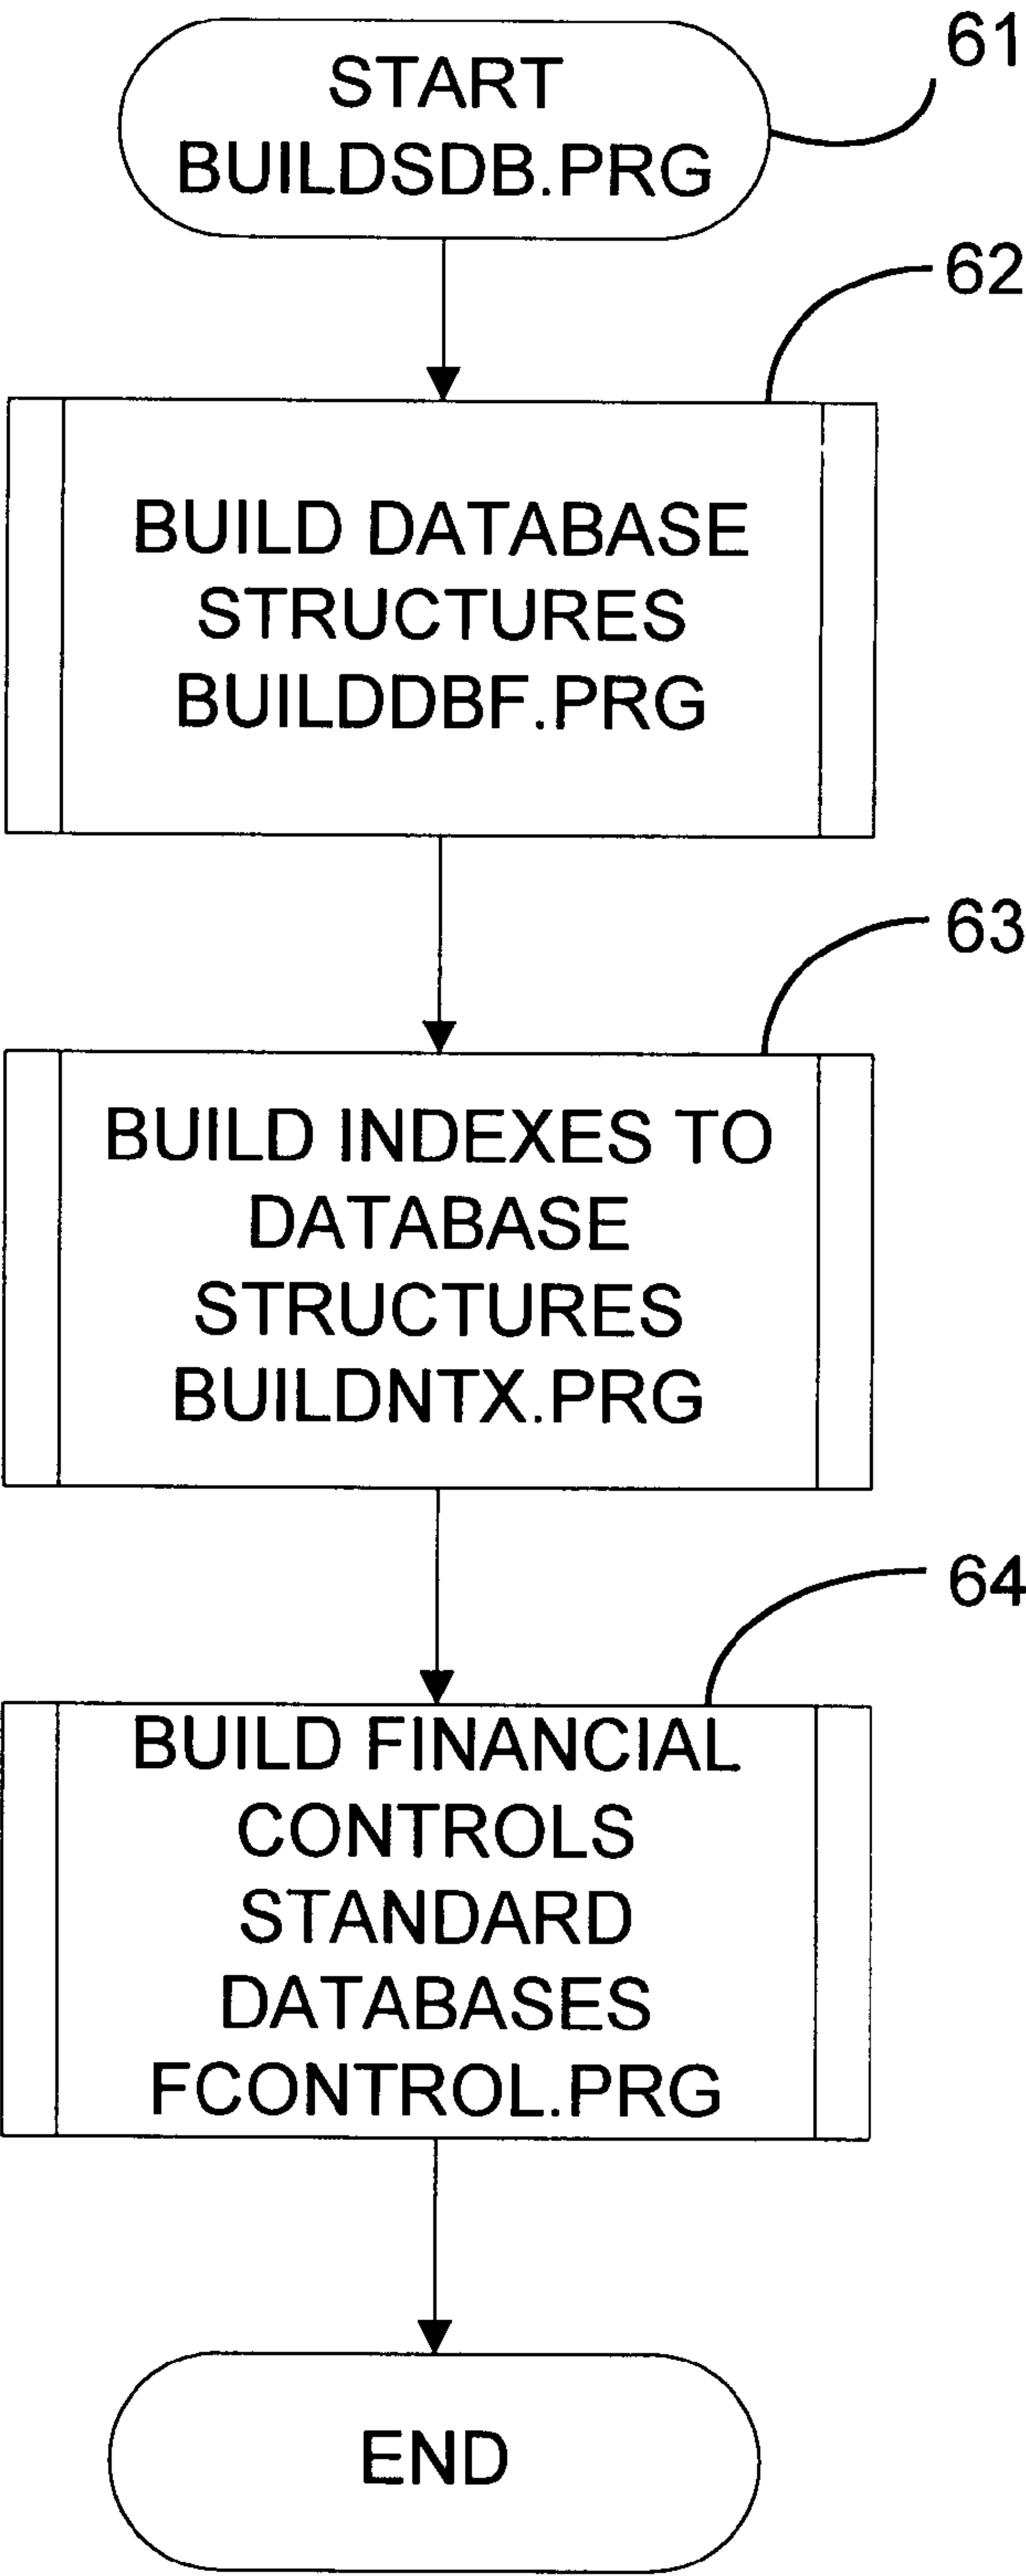 START
BUILDSDB.PRG
61
62
BUILD DATABASE
STRUCTURES
BUILDDBF.PRG
63
BUILD INDEXES TO
DATABASE
STRUCTURES
BUILDNTX.PRG
64
BUILD FINANCIAL
CONTROLS
STANDARD
DATABASES
FCONTROL.PRG
END